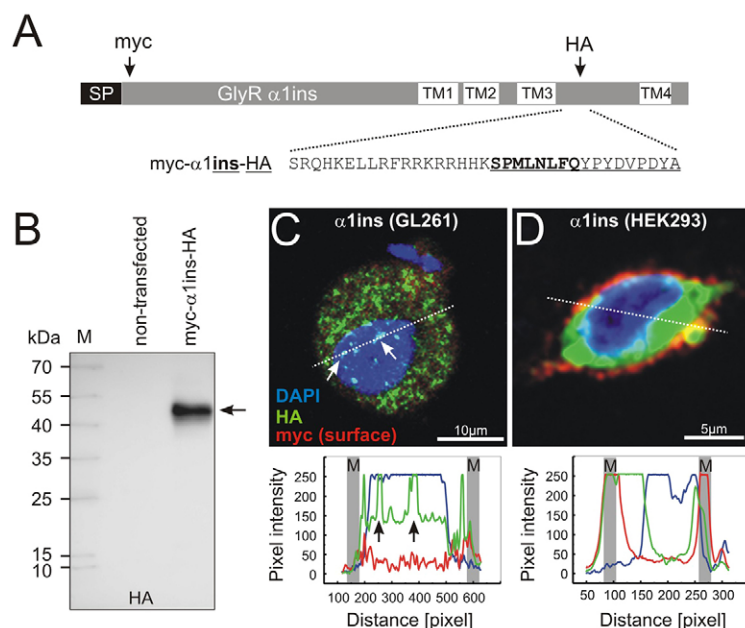 A
myc
HA
SP
GlyR α1ins
TM1
TM2
TM3
TM4
myc-α1ins-HA
SRQHKELLRFRRKRRHHKSPMLNLFQYPYDVPDYA
B
non-transfected
myc-α1ins-HA
kDa
M
70
55
40
35
25
15
10
HA
C
α1ins (GL261)
DAPI
HA
myc (surface)
10µm
M
M
Pixel intensity
250
200
150
100
50
0
100 200 300 400 500 600
Distance [pixel]
D
α1ins (HEK293)
5µm
M
M
Pixel intensity
250
200
150
100
50
0
50 100 150 200 250 300
Distance [pixel]